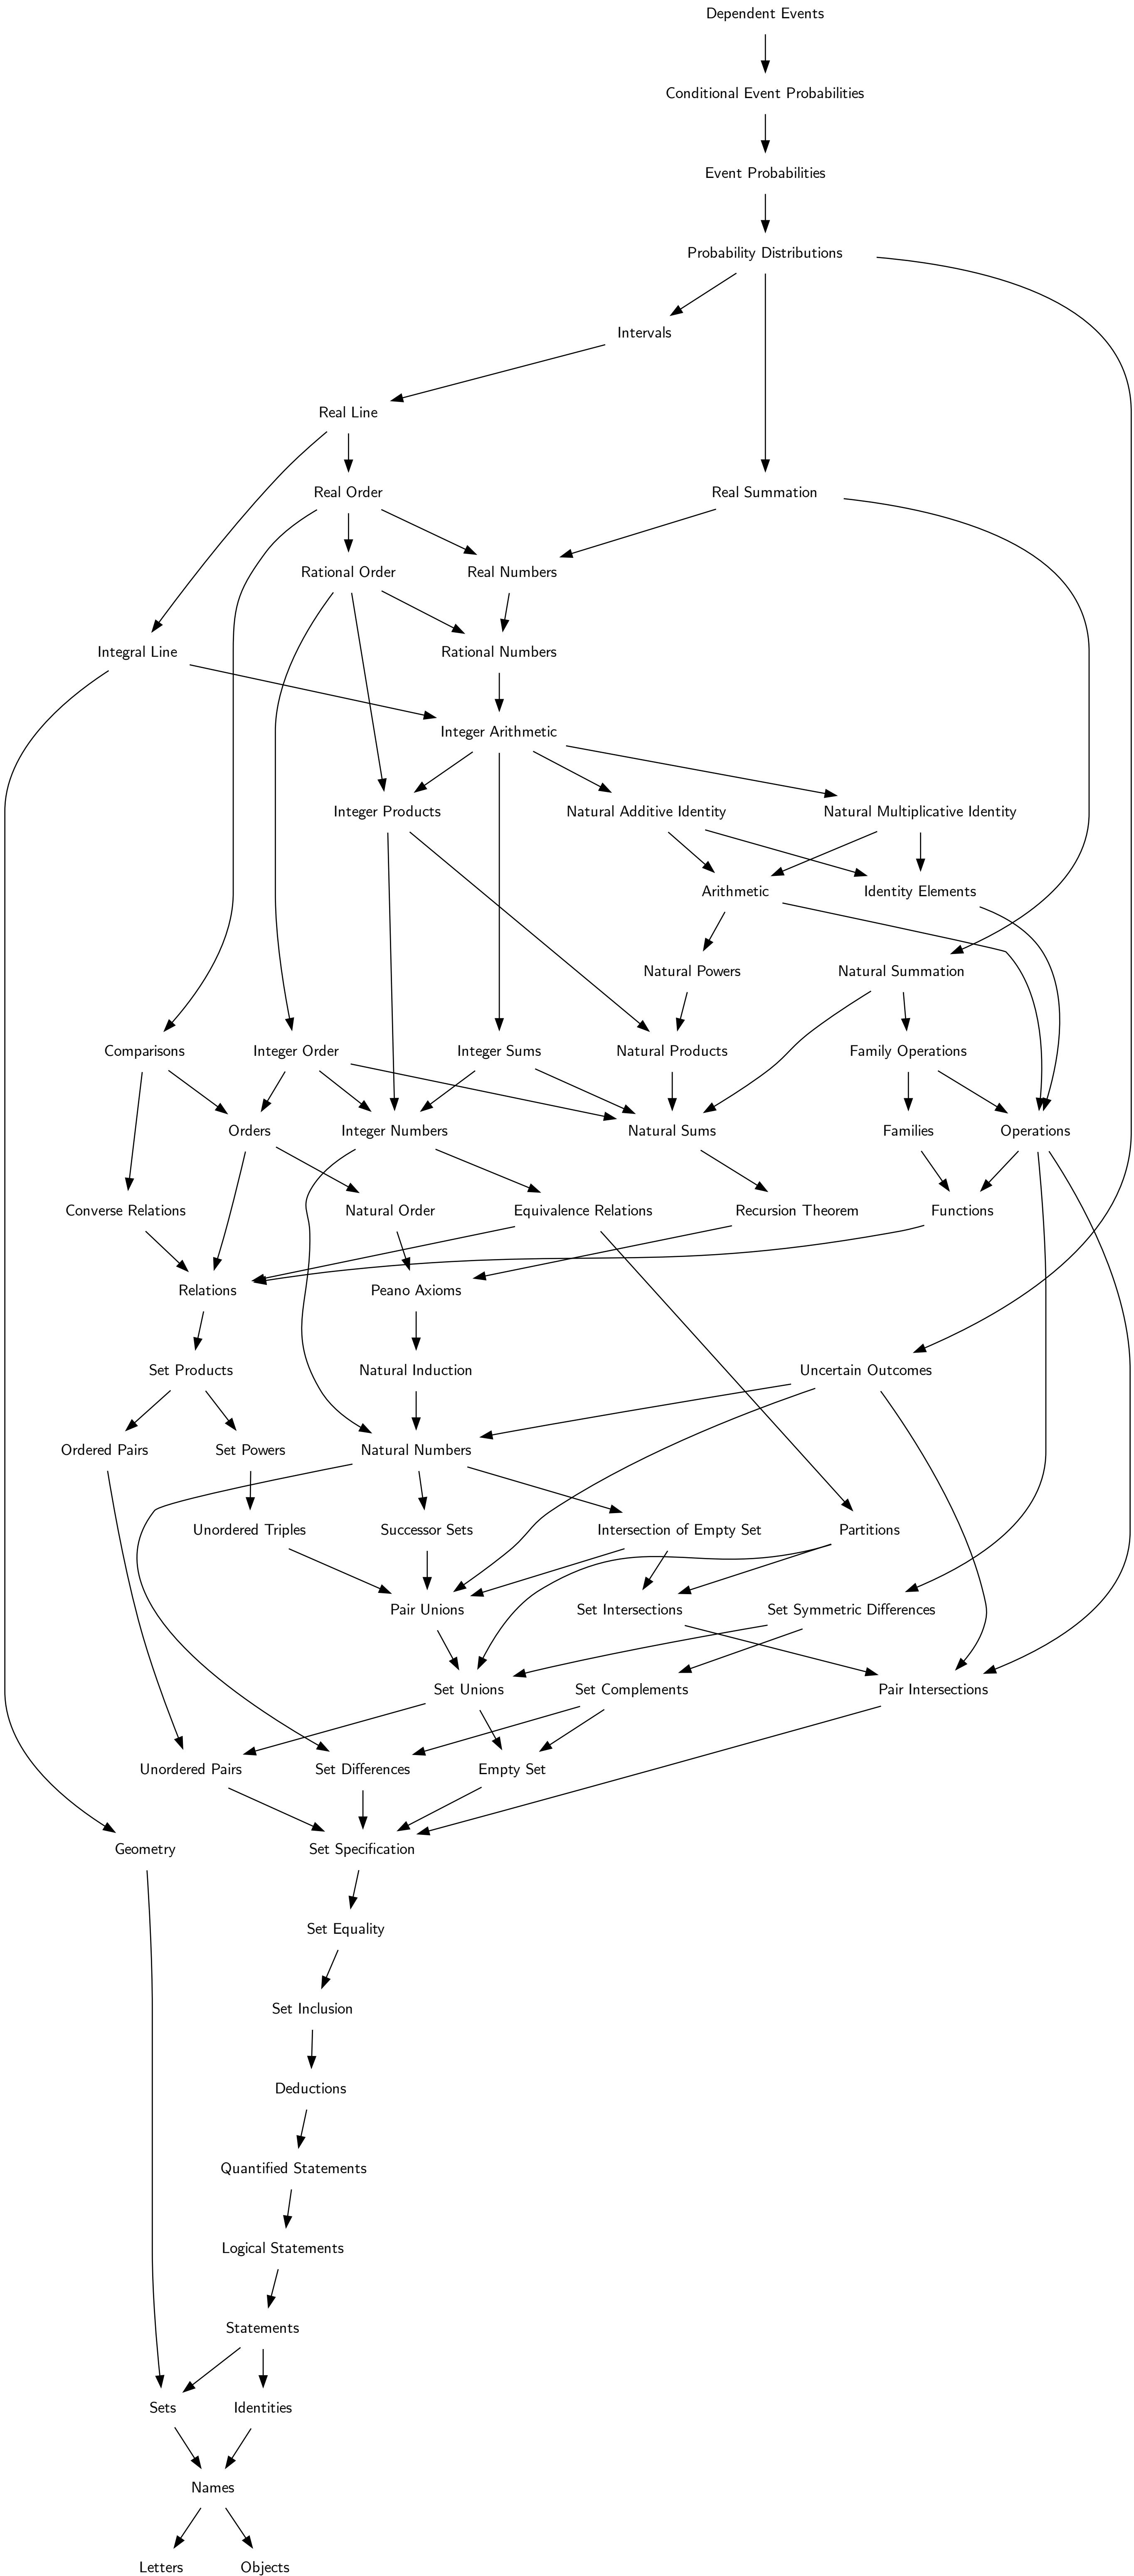 Dependent Events
Conditional Event Probabilities
Event Probabilities
Probability Distributions
Intervals
Real Line
Real Order
Real Summation
Rational Order
Real Numbers
Integral Line
Rational Numbers
Integer Arithmetic
Integer Products
Natural Additive Identity
Natural Multiplicative Identity
Arithmetic
Identity Elements
Natural Powers
Natural Summation
Comparisons
Integer Order
Integer Sums
Natural Products
Family Operations
Orders
Integer Numbers
Natural Sums
Families
Operations
Converse Relations
Natural Order
Equivalence Relations
Recursion Theorem
Functions
Relations
Peano Axioms
Set Products
Natural Induction
Uncertain Outcomes
Ordered Pairs
Set Powers
Natural Numbers
Unordered Triples
Successor Sets
Intersection of Empty Set
Partitions
Pair Unions
Set Intersections
Set Symmetric Differences
Set Unions
Set Complements
Pair Intersections
Unordered Pairs
Set Differences
Empty Set
Geometry
Set Specification
Set Equality
Set Inclusion
Deductions
Quantified Statements
Logical Statements
Statements
Sets
Identities
Names
Letters
Objects